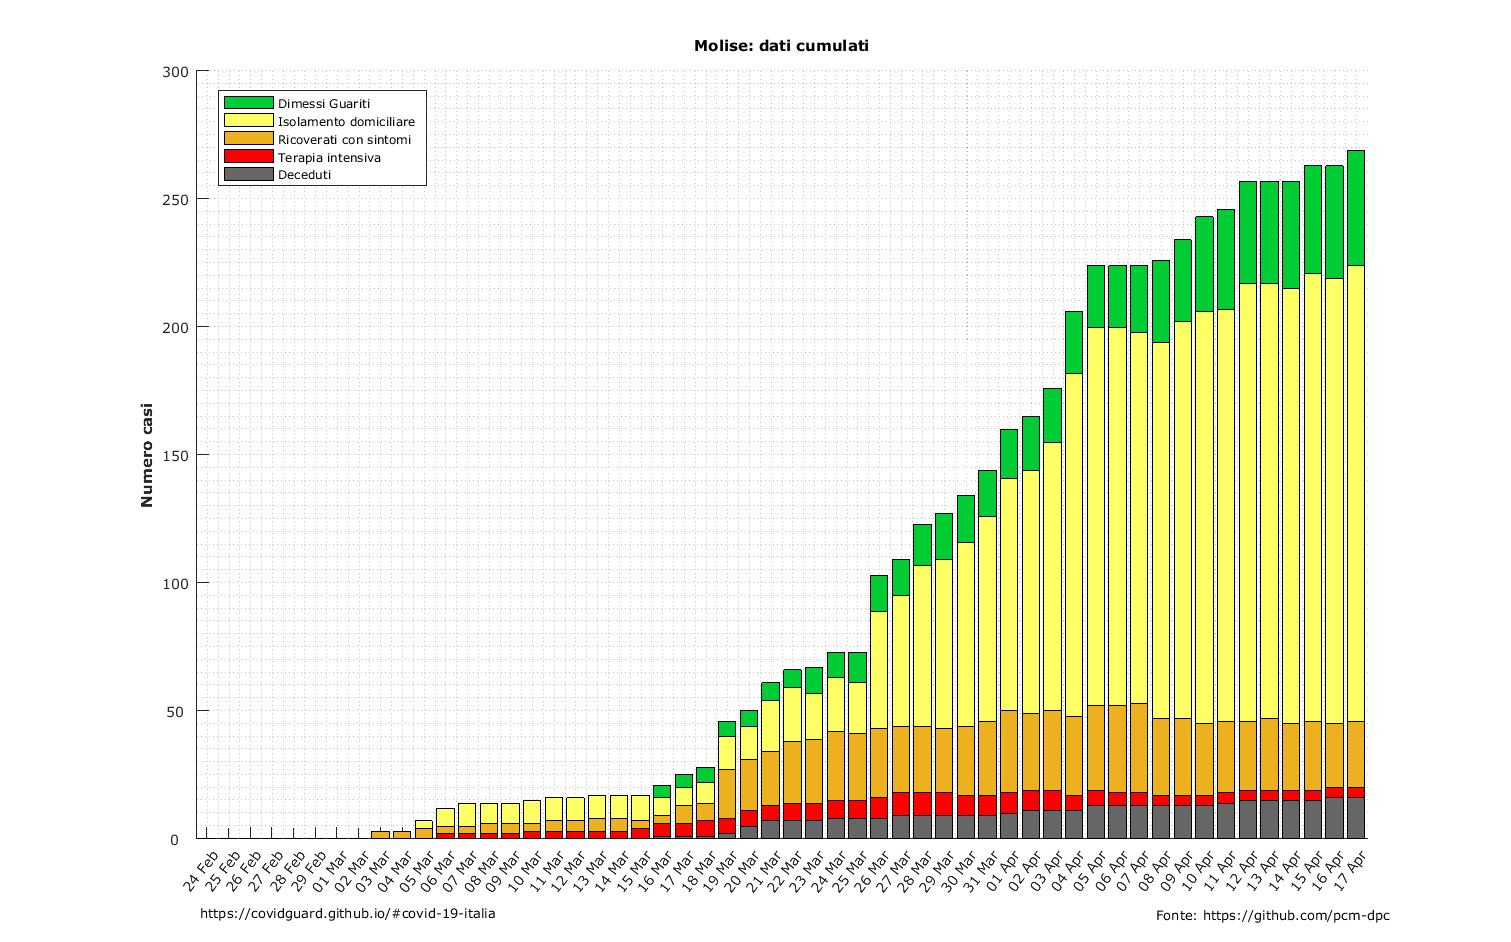 Molise: dati cumulati
300
250
200
150
100
50
0
Numero casi
Dimessi Guariti
Isolamento domiciliare
Ricoverati con sintomi
Terapia intensiva
Deceduti
24 Feb
25 Feb
26 Feb
27 Feb
28 Feb
29 Feb
01 Mar
02 Mar
03 Mar
04 Mar
05 Mar
06 Mar
07 Mar
08 Mar
09 Mar
10 Mar
11 Mar
12 Mar
13 Mar
14 Mar
15 Mar
16 Mar
17 Mar
18 Mar
19 Mar
20 Mar
21 Mar
22 Mar
23 Mar
24 Mar
25 Mar
26 Mar
27 Mar
28 Mar
29 Mar
30 Mar
31 Mar
01 Apr
02 Apr
03 Apr
04 Apr
05 Apr
06 Apr
07 Apr
08 Apr
09 Apr
10 Apr
11 Apr
12 Apr
13 Apr
14 Apr
15 Apr
16 Apr
17 Apr
https://covidguard.github.io/#covid-19-italia
Fonte: https://github.com/pcm-dpc